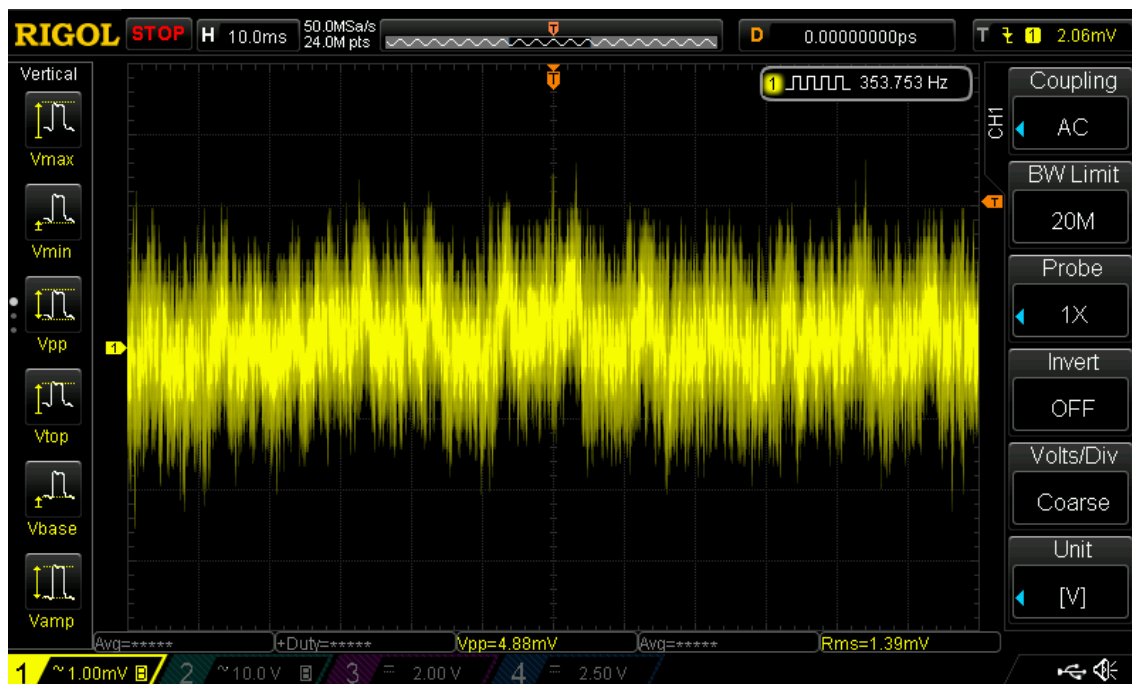 RIGOL STOP H 10.0ms 50.0MSa/s 24.0M pts T D 0.00000000ps T 1 2.06mV
Vertical
Vmax
Vmin
Vpp
Vtop
Vbase
Vamp
1 353.753 Hz
T
1
CH1
Coupling
AC
BW Limit
20M
Probe
1X
Invert
OFF
Volts/Div
Coarse
Unit
[V]
Avg=***** +Duty=***** Vpp=4.88mV Avg=***** Rms=1.39mV
1 ~1.00mV B 2 ~10.0 V B 3 = 2.00 V 4 = 2.50 V